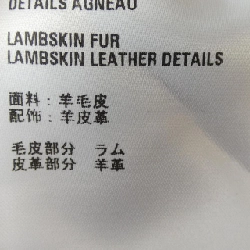 DETAILS AGNEAU
LAMBSKIN FUR
LAMBSKIN LEATHER DETAILS
面料：羊毛皮
配饰：羊皮革
毛皮部分 ラム
皮革部分 羊革